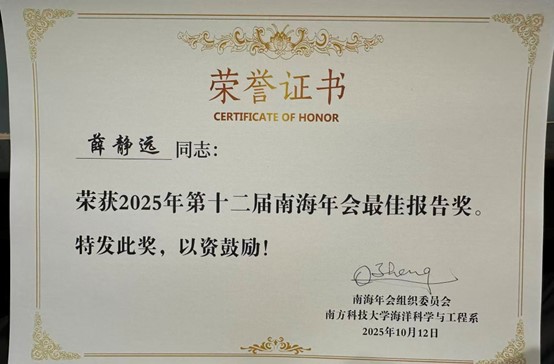 荣誉证书
CERTIFICATE OF HONOR
薛静远 同志：
荣获2025年第十二届南海年会最佳报告奖。
特发此奖，以资鼓励！
南海年会组织委员会
南方科技大学海洋科学与工程系
2025年10月12日